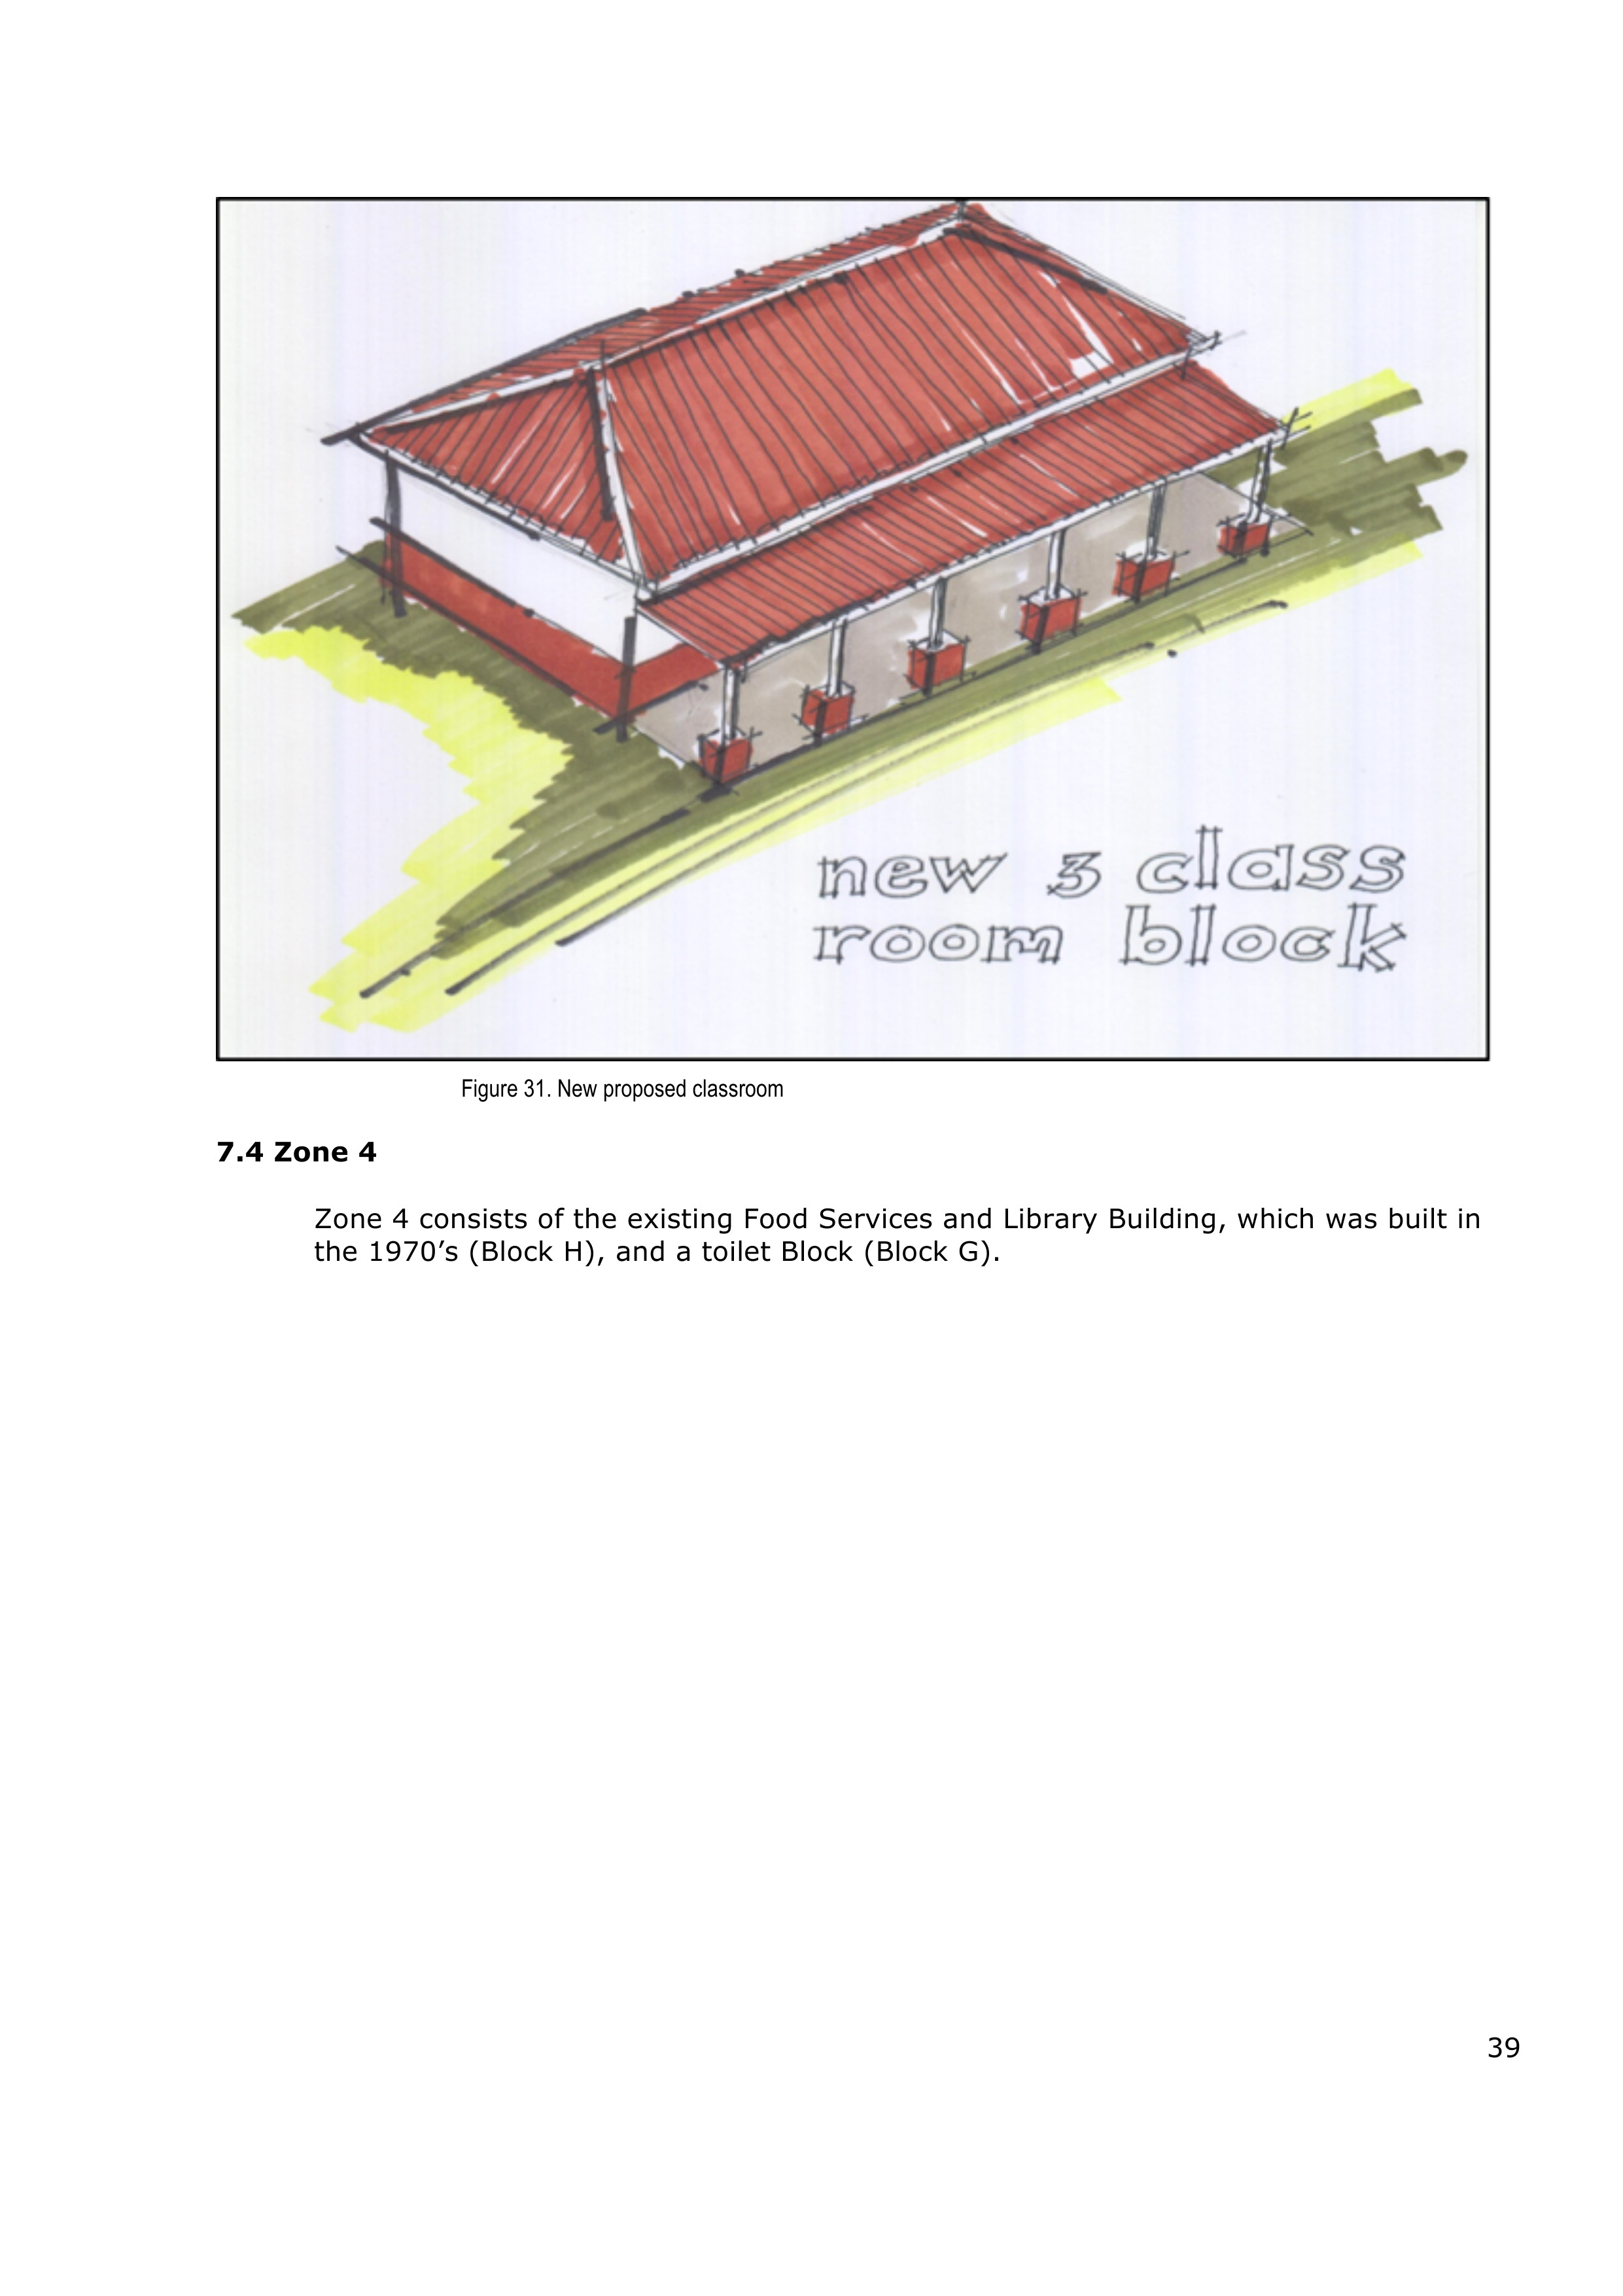 new 3 class
room block
Figure 31. New proposed classroom
7.4 Zone 4
Zone 4 consists of the existing Food Services and Library Building, which was built in
the 1970’s (Block H), and a toilet Block (Block G).
39